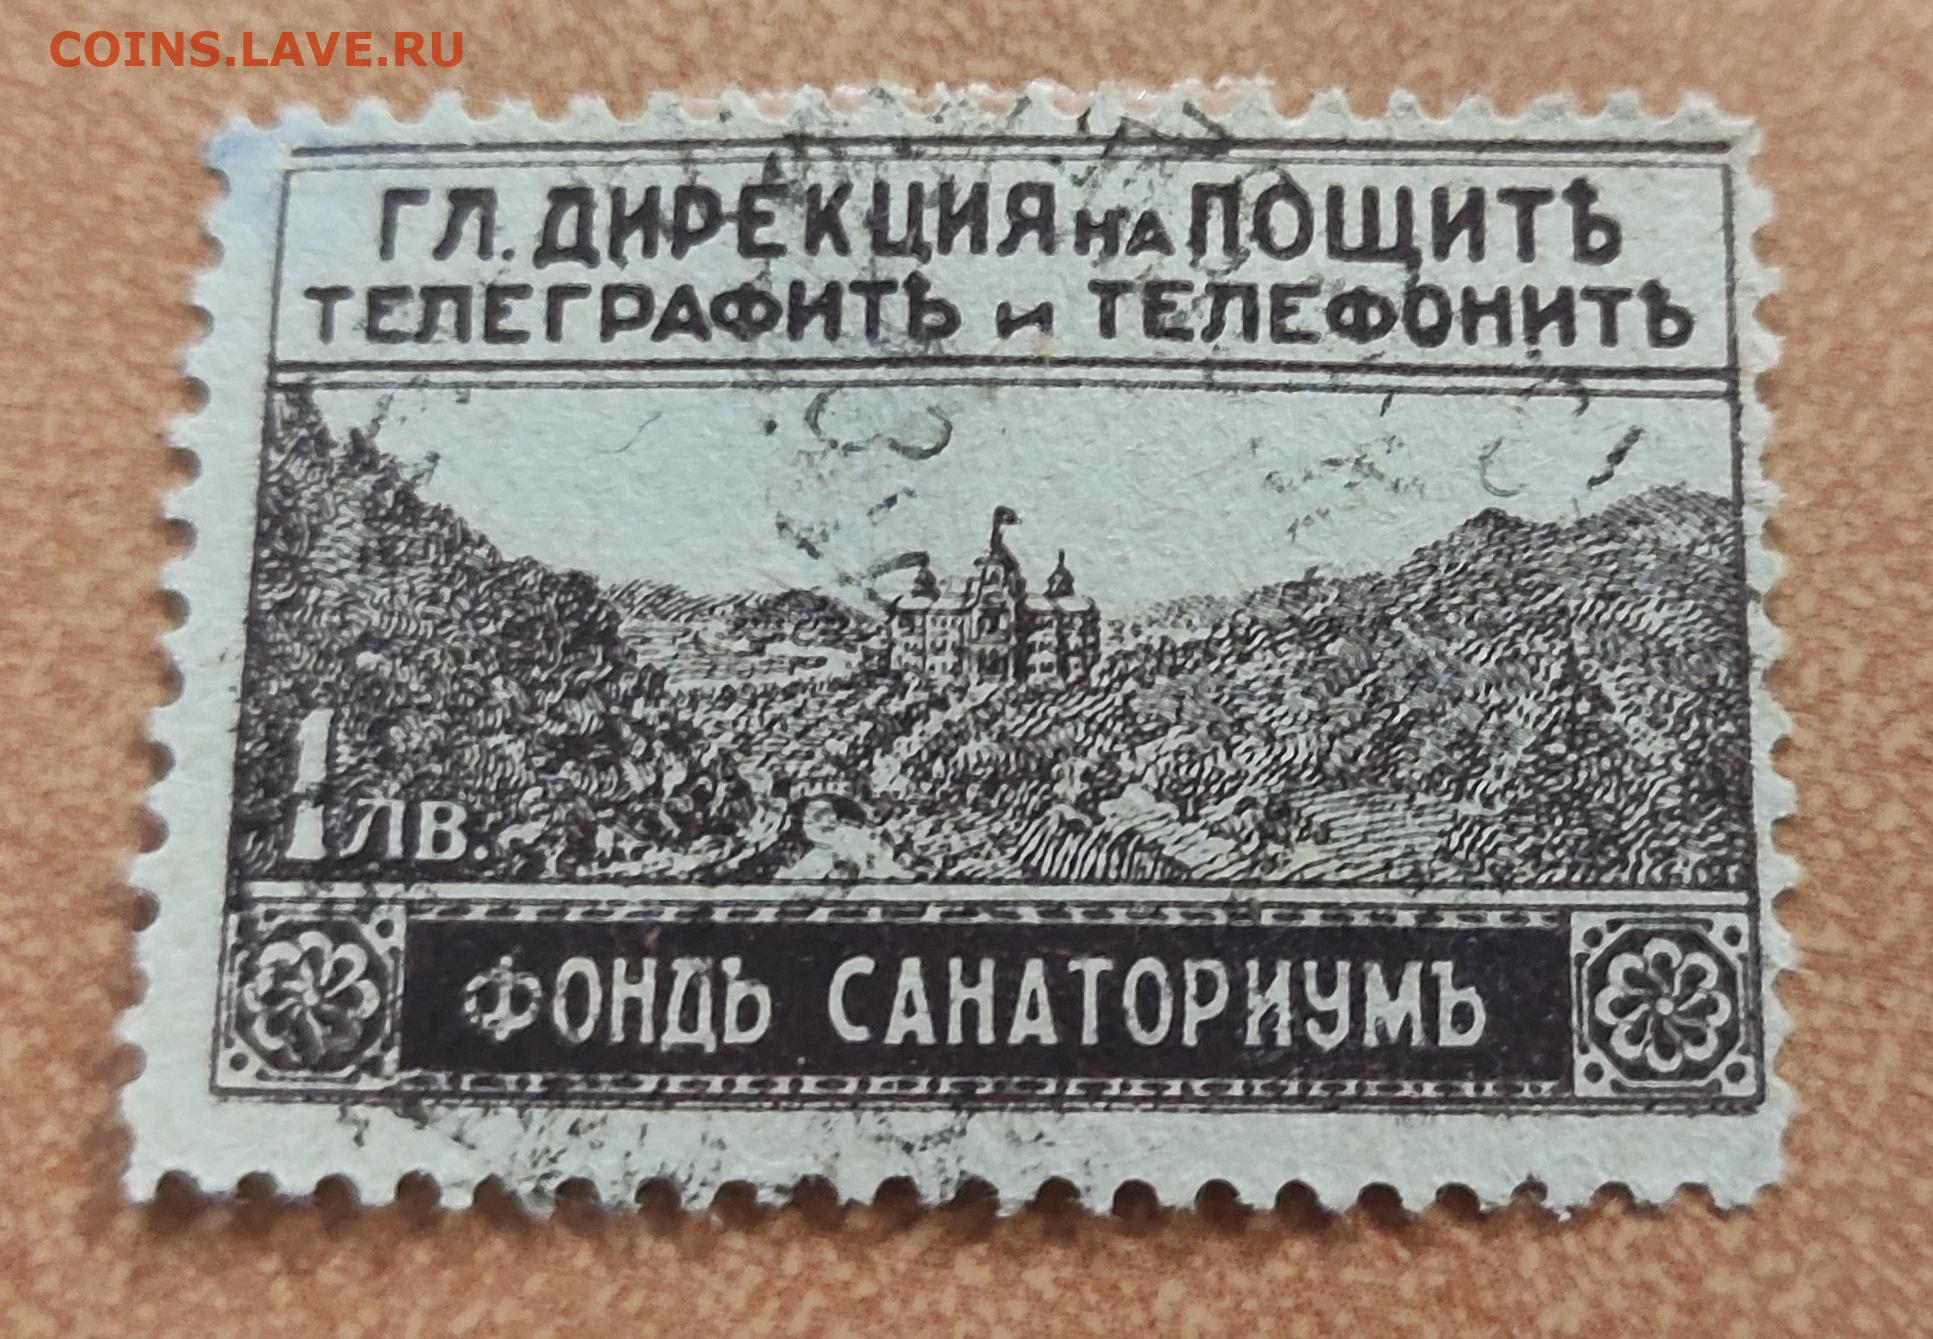 COINS.LAVE.RU
ГЛ. ДИРЕКЦИЯ НА ПОЩИТѢ
ТЕЛЕГРАФИТѢ И ТЕЛЕФОНИТѢ
1 ЛВ.
ФОНДЪ САНАТОРИУМЪ